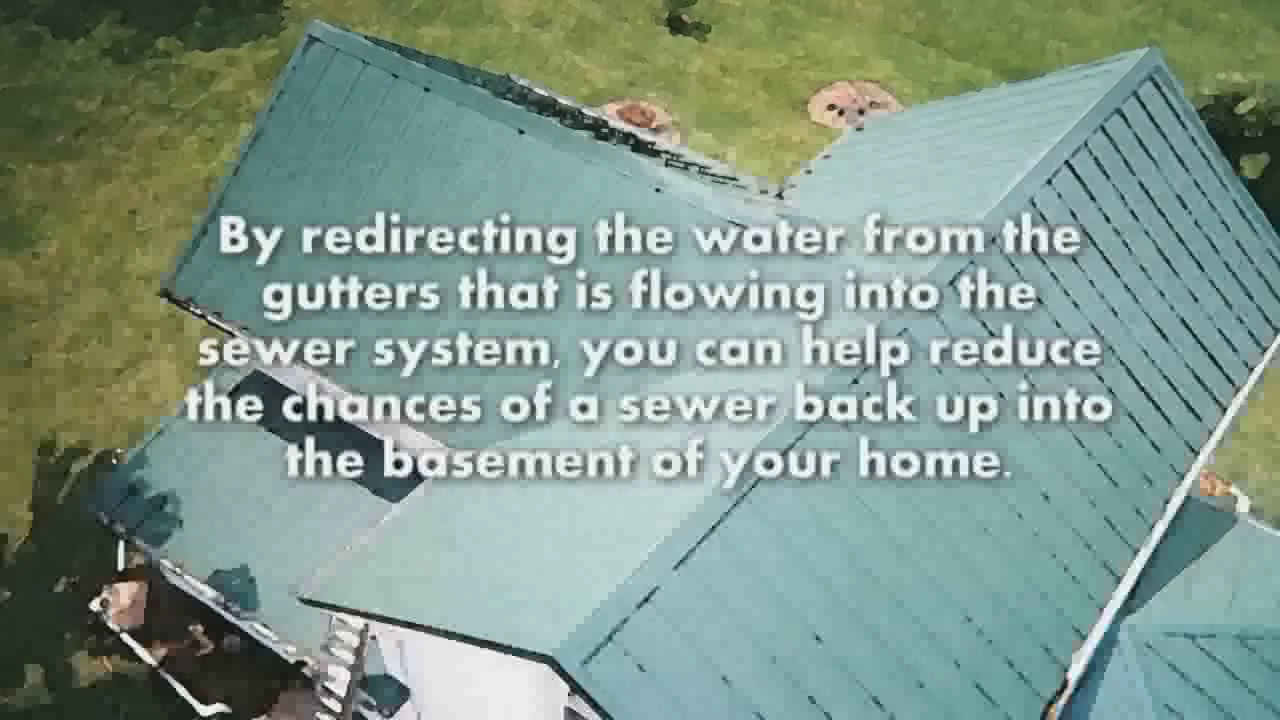 By redirecting the water from the
gutters that is flowing into the
sewer system, you can help reduce
the chances of a sewer back up into
the basement of your home.